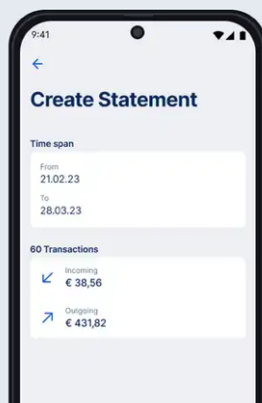 9:41
Create Statement
Time span
From
21.02.23
To
28.03.23
60 Transactions
Incoming
€ 38,56
Outgoing
€ 431,82